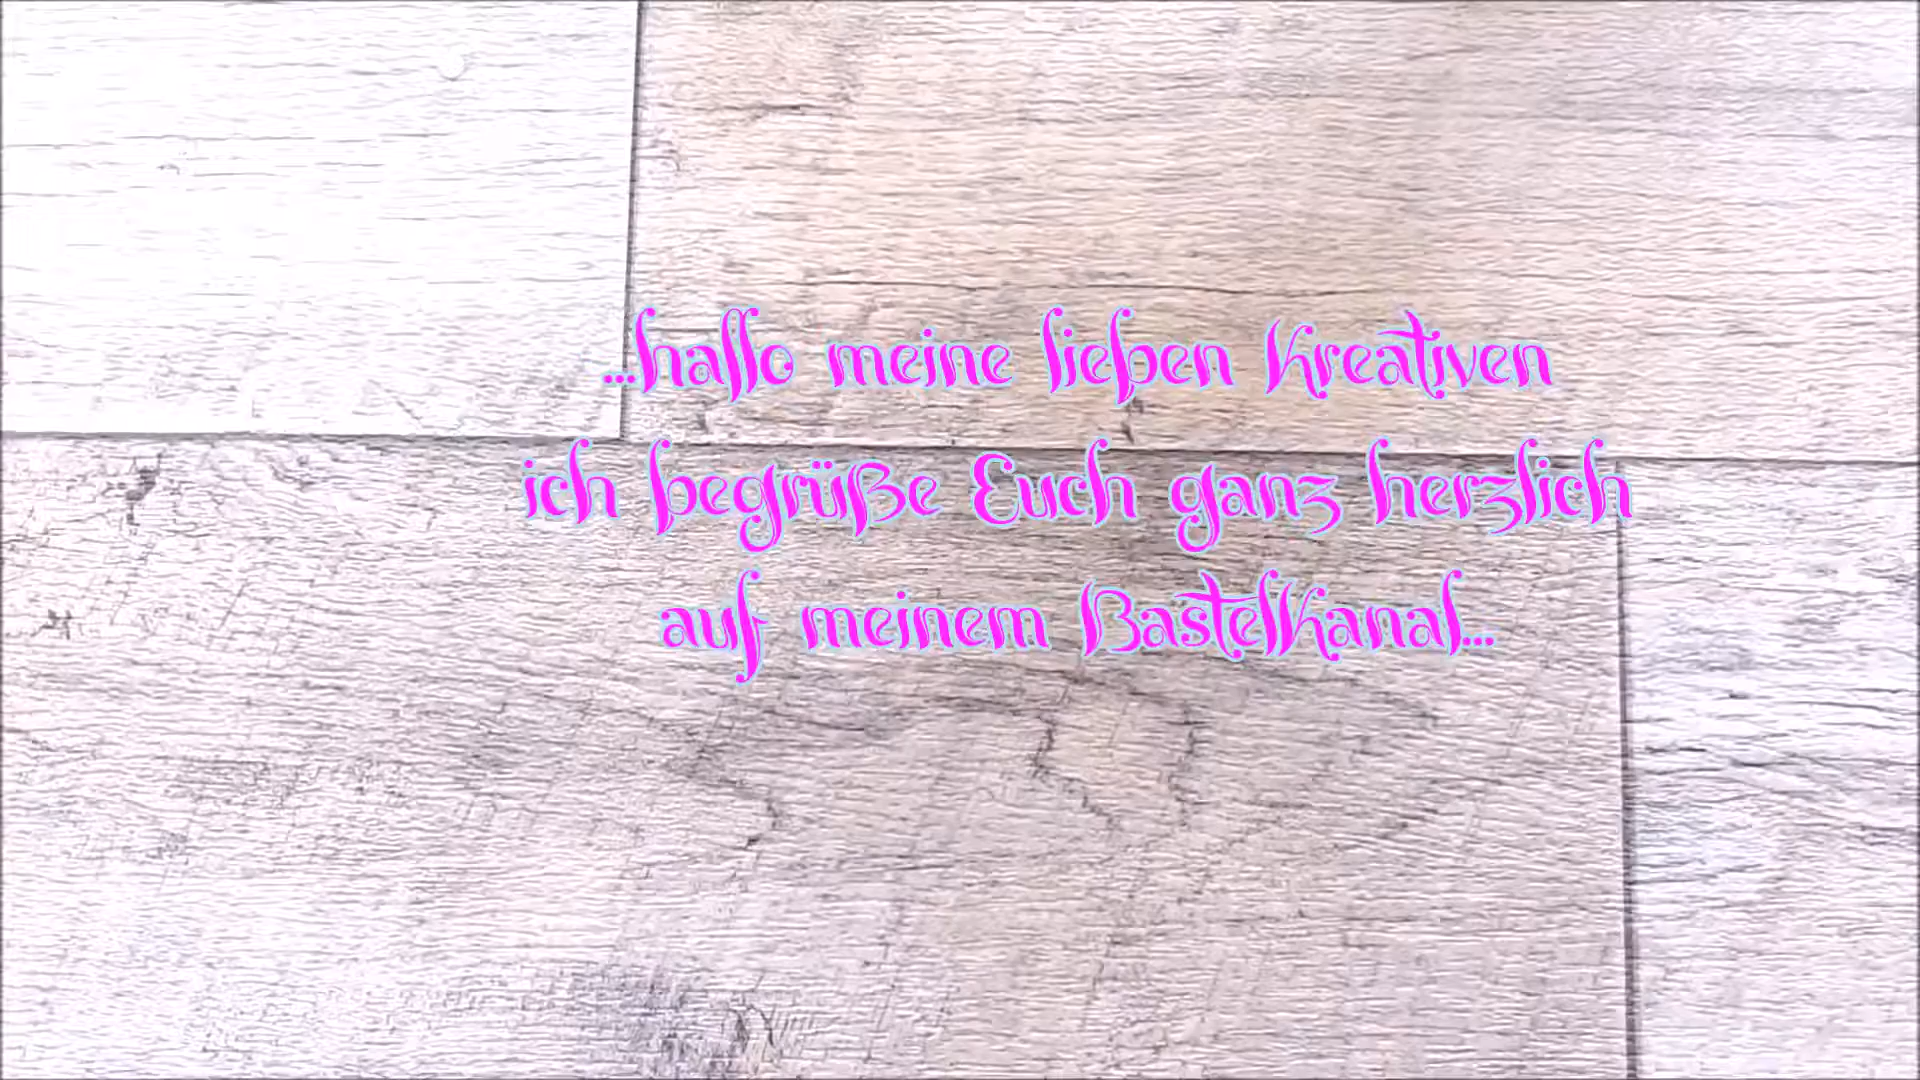 ...hallo meine lieben Kreativen
ich begrüße Euch ganz herzlich
auf meinem Bastelkanal...